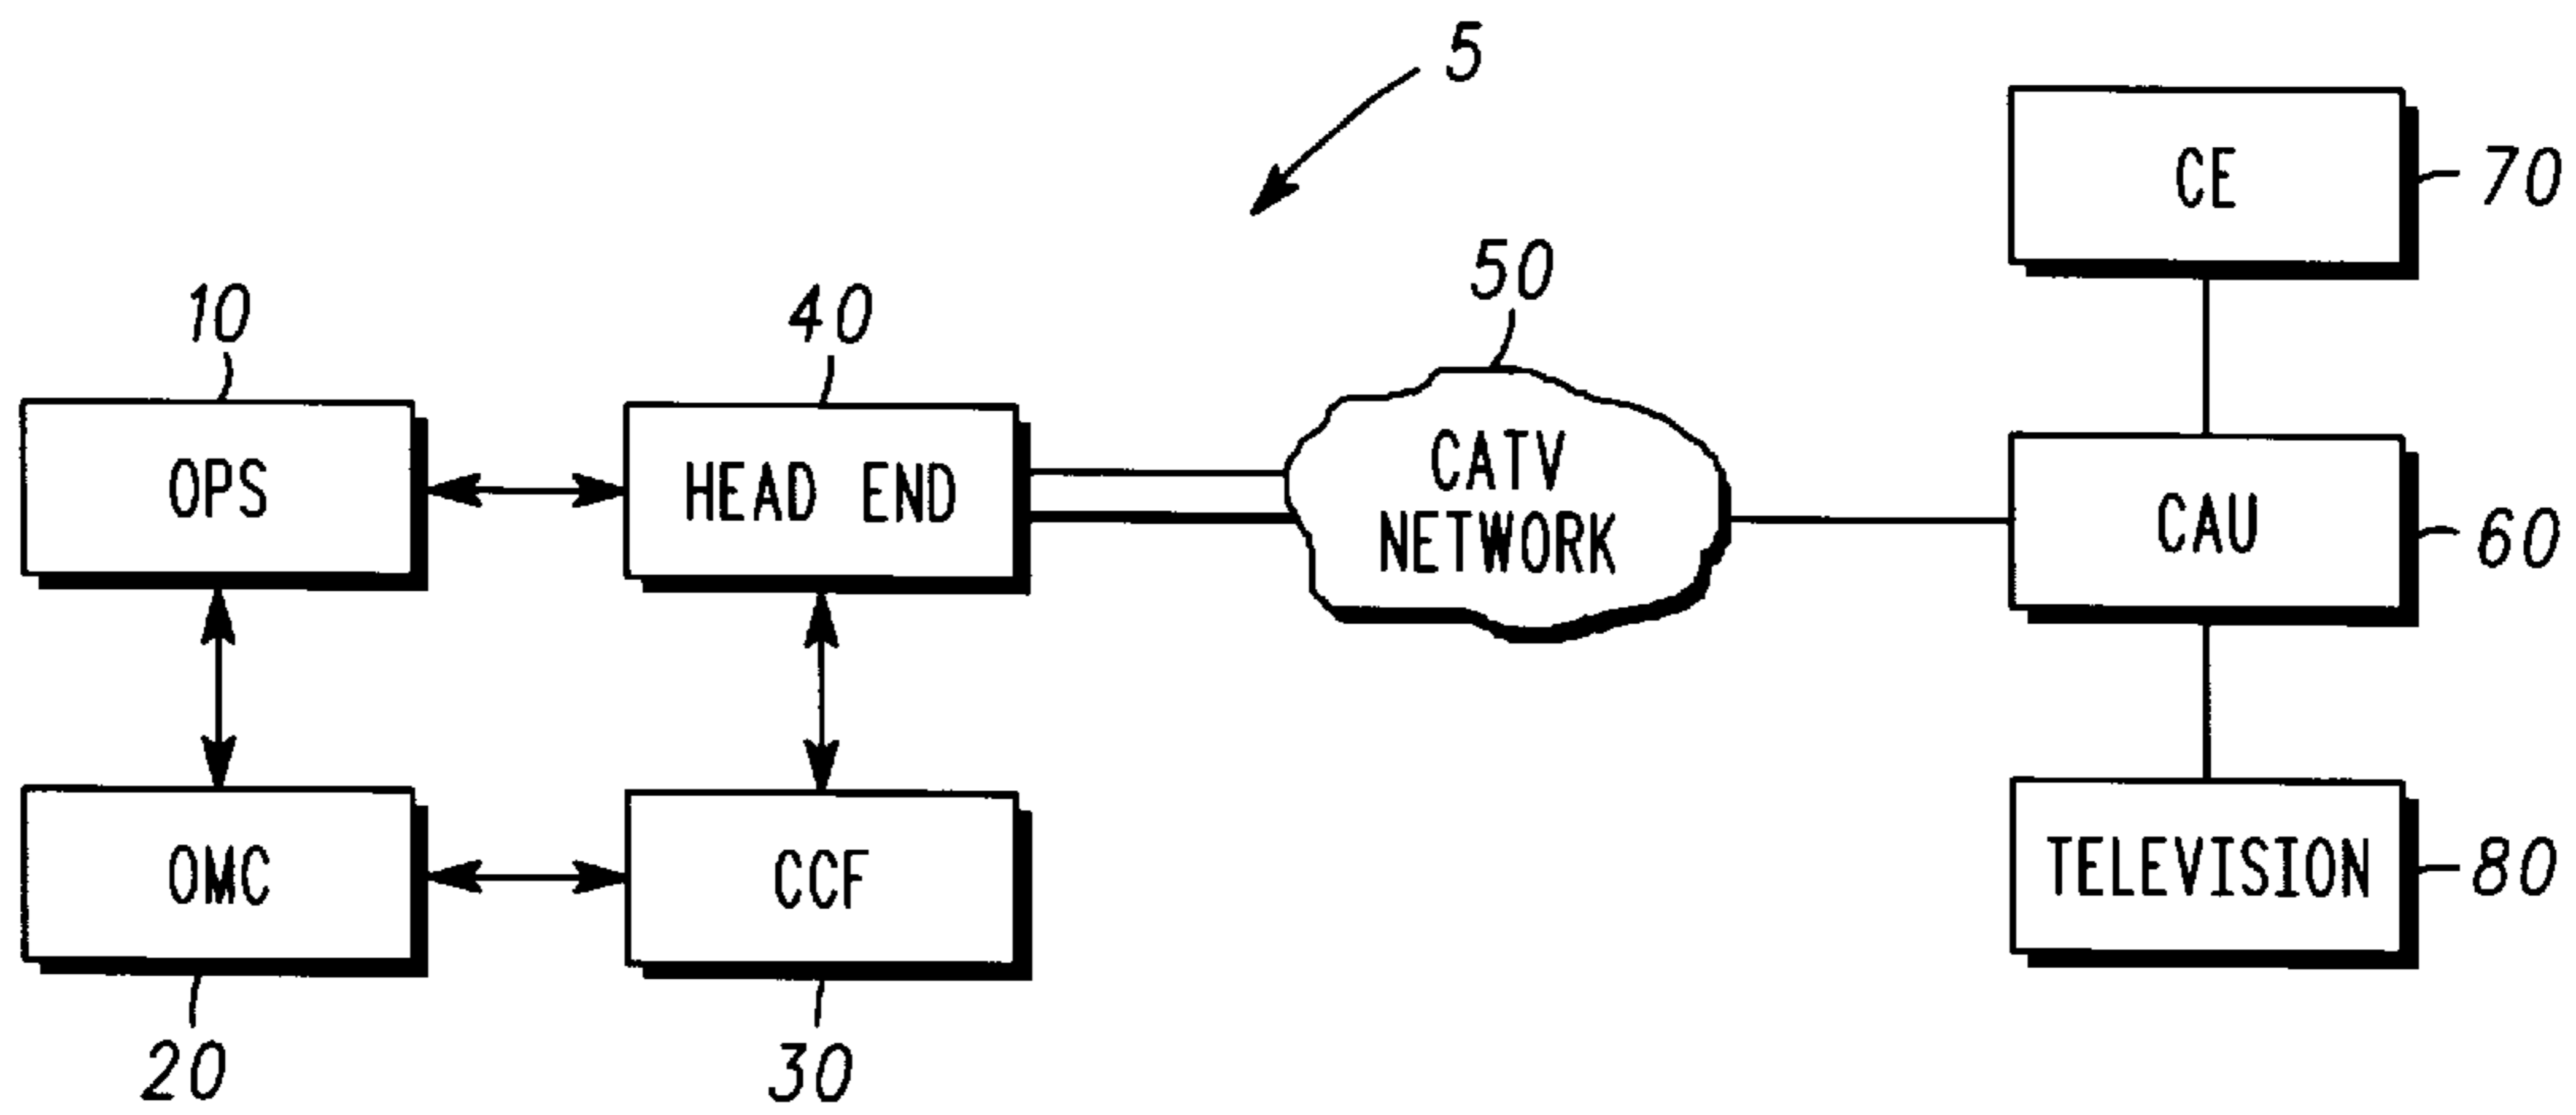 5
CE
70
50
10
40
OPS
HEAD END
CATV
NETWORK
CAU
60
OMC
CCF
TELEVISION
80
20
30